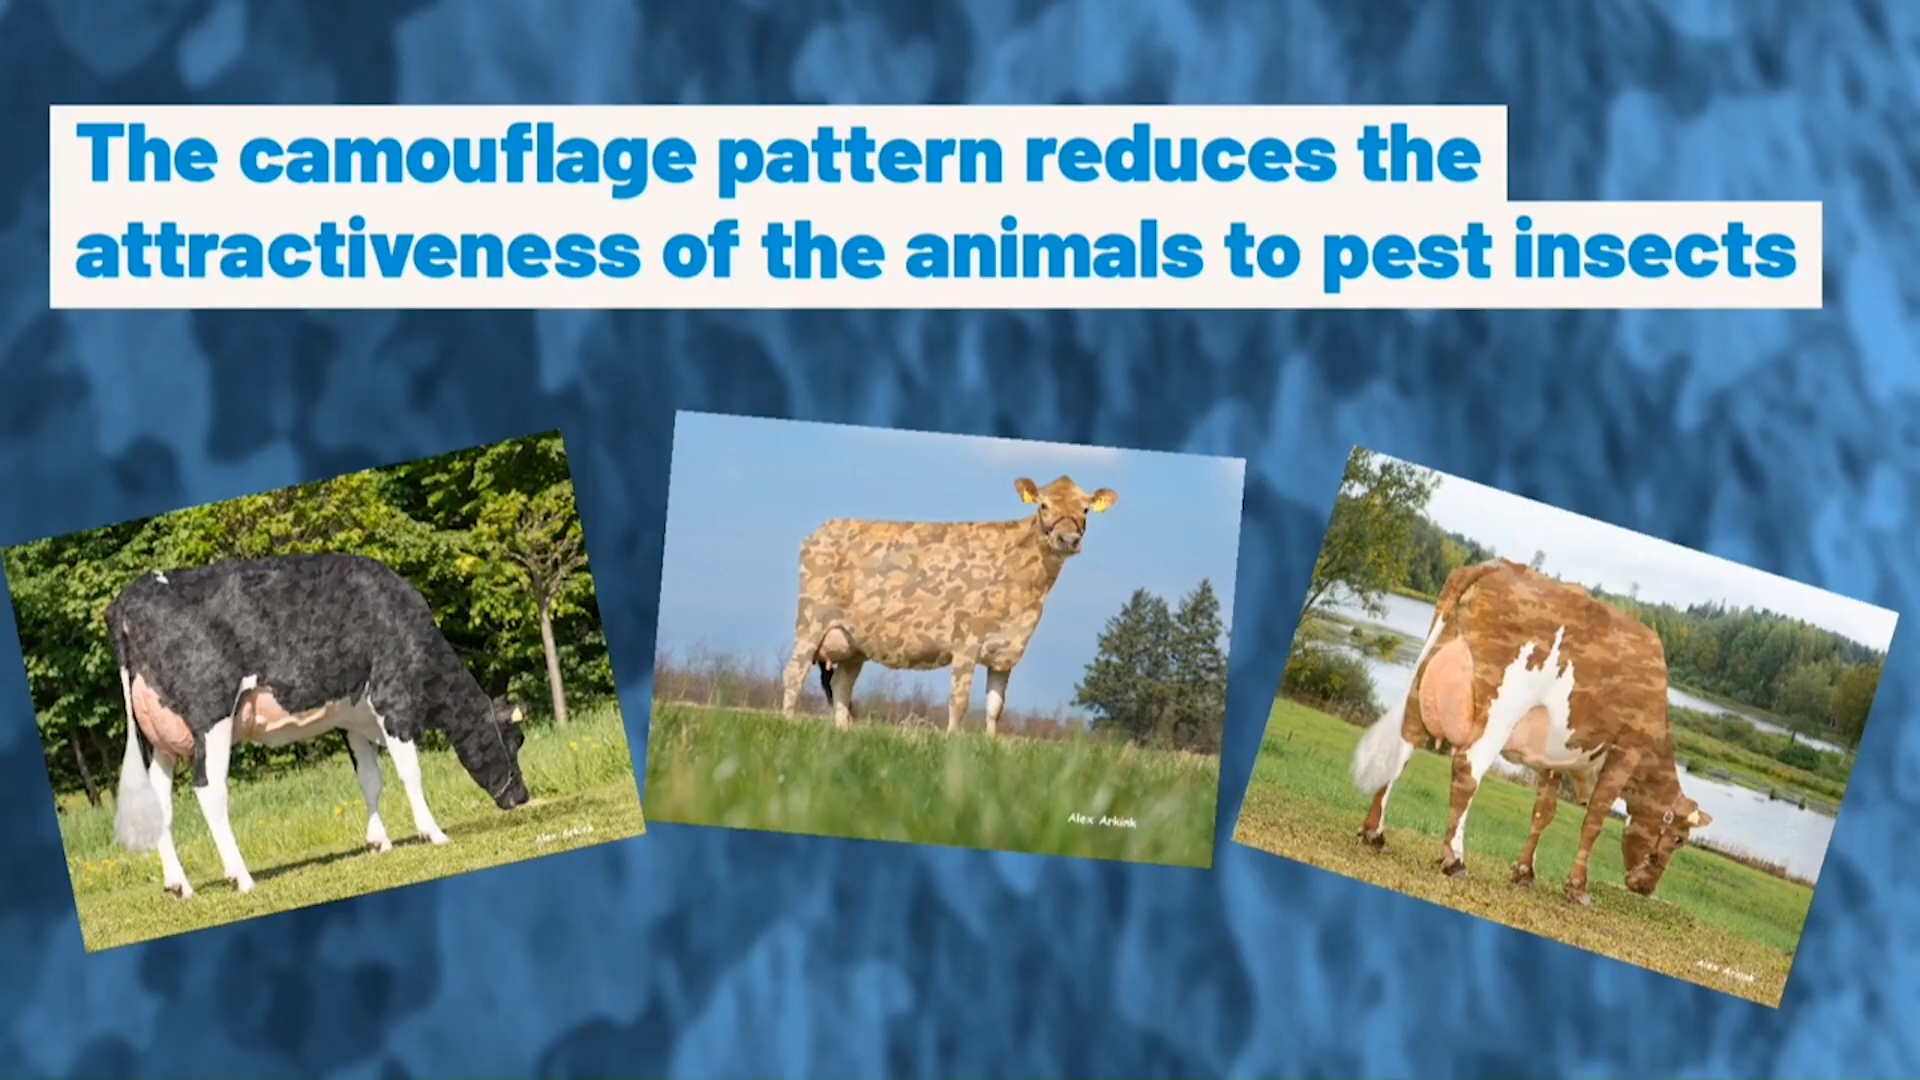 The camouflage pattern reduces the
attractiveness of the animals to pest insects
Alex Arkink
Alex Arkink
Alex Arkink